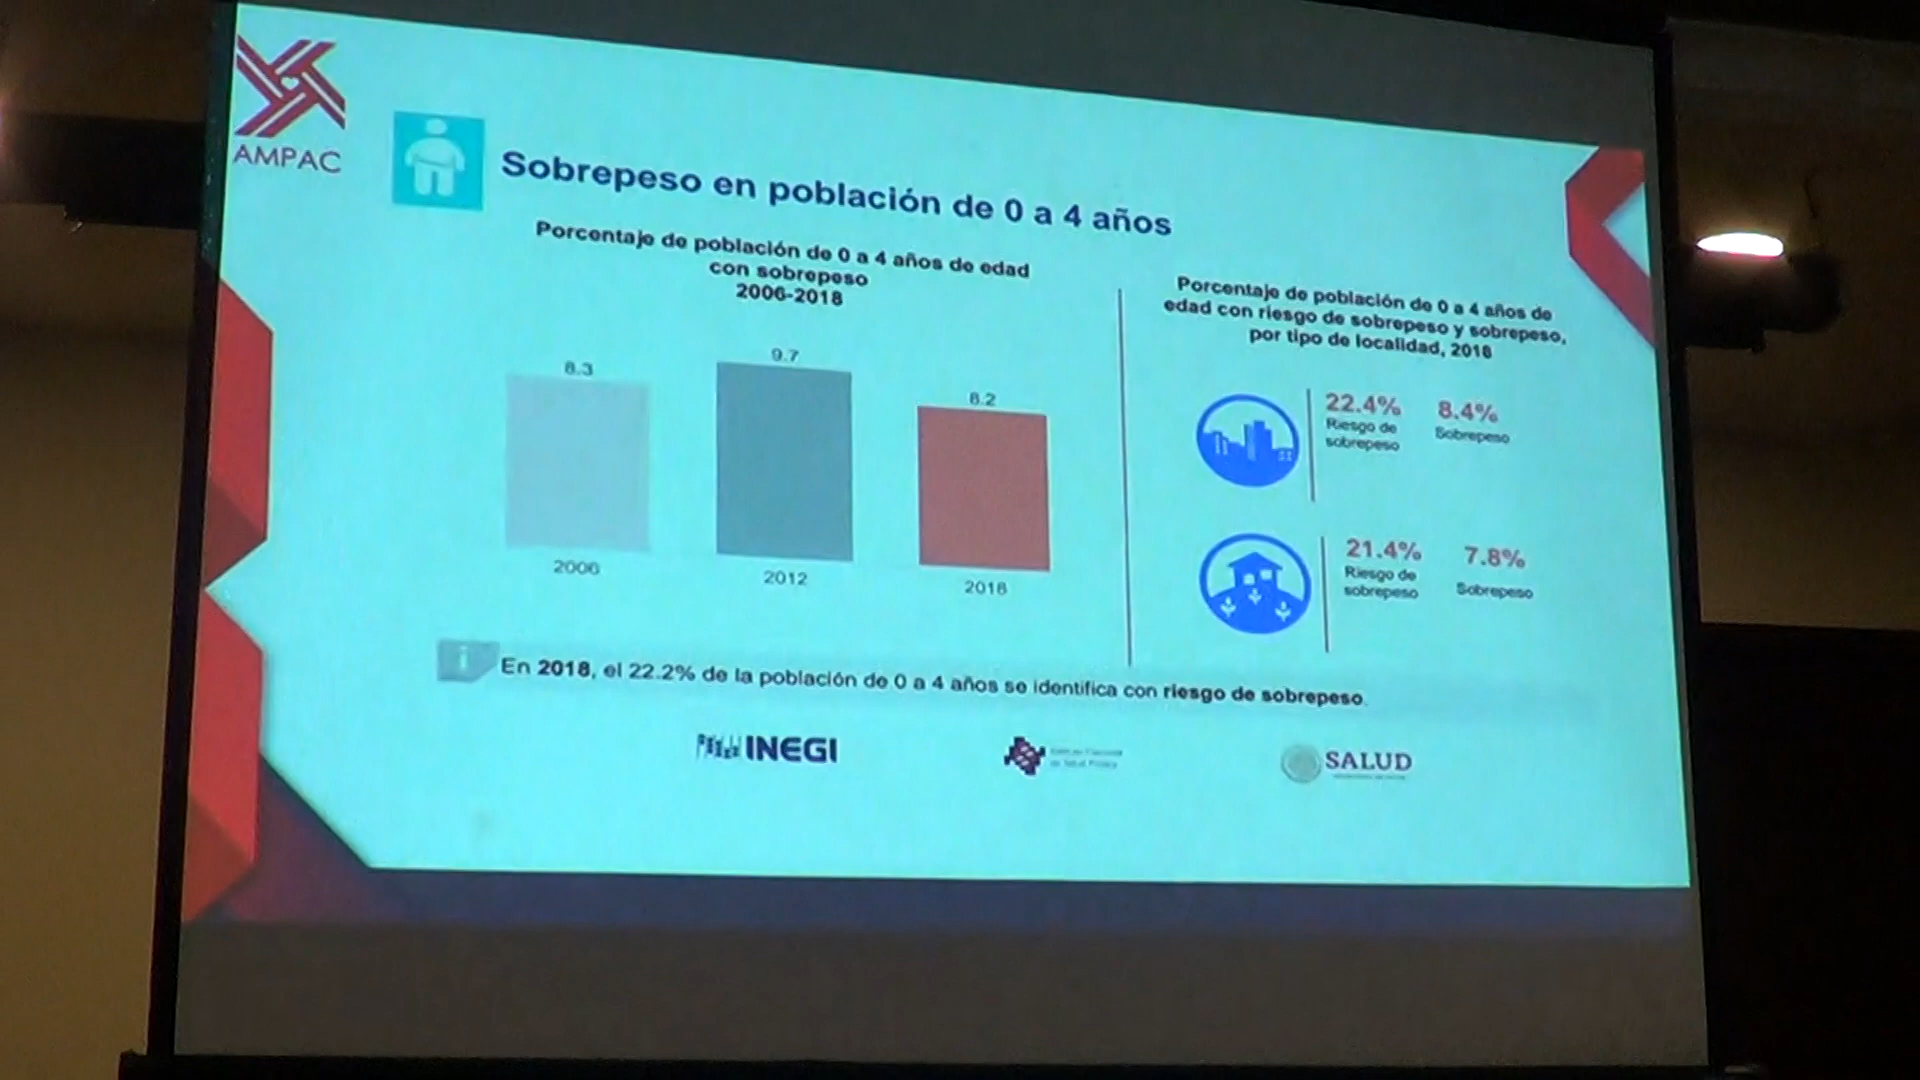 AMPAC
Sobrepeso en población de 0 a 4 años
Porcentaje de población de 0 a 4 años de edad
con sobrepeso
2006-2018
8.3
9.7
8.2
2006
2012
2018
Porcentaje de población de 0 a 4 años de
edad con riesgo de sobrepeso y sobrepeso,
por tipo de localidad, 2018
22.4% 8.4%
Riesgo de
sobrepeso
Sobrepeso
21.4% 7.8%
Riesgo de
sobrepeso
Sobrepeso
i
En 2018, el 22.2% de la población de 0 a 4 años se identifica con riesgo de sobrepeso.
INEGI
SALUD